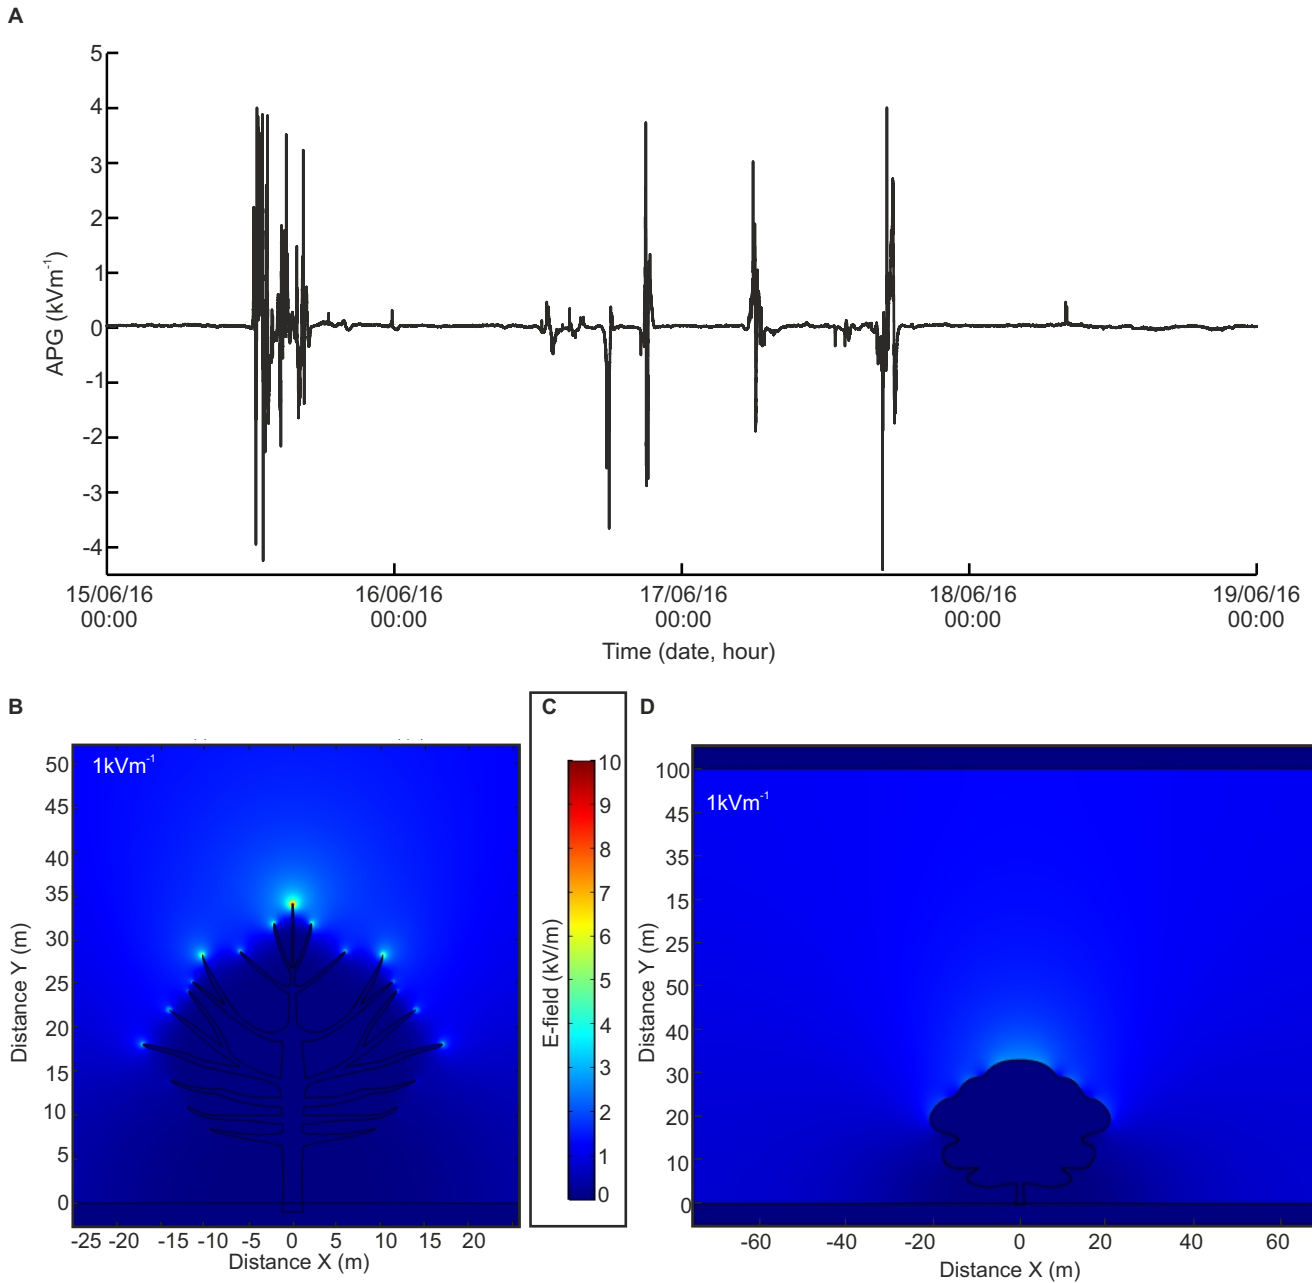 A
5
4
3
2
1
0
-1
-2
-3
-4
APG (kVm-1)
15/06/16 16/06/16 17/06/16 18/06/16 19/06/16
00:00 00:00 00:00 00:00 00:00
Time (date, hour)
B
1kVm-1
50
45
40
35
30
25
20
15
10
5
0
Distance Y (m)
-25 -20 -15 -10 -5 0 5 10 15 20
Distance X (m)
C
10
9
8
7
6
5
4
3
2
1
0
E-field (kV/m)
D
1kVm-1
100
45
35
15
25
50
40
30
20
10
0
Distance Y (m)
-60 -40 -20 0 20 40 60
Distance X (m)